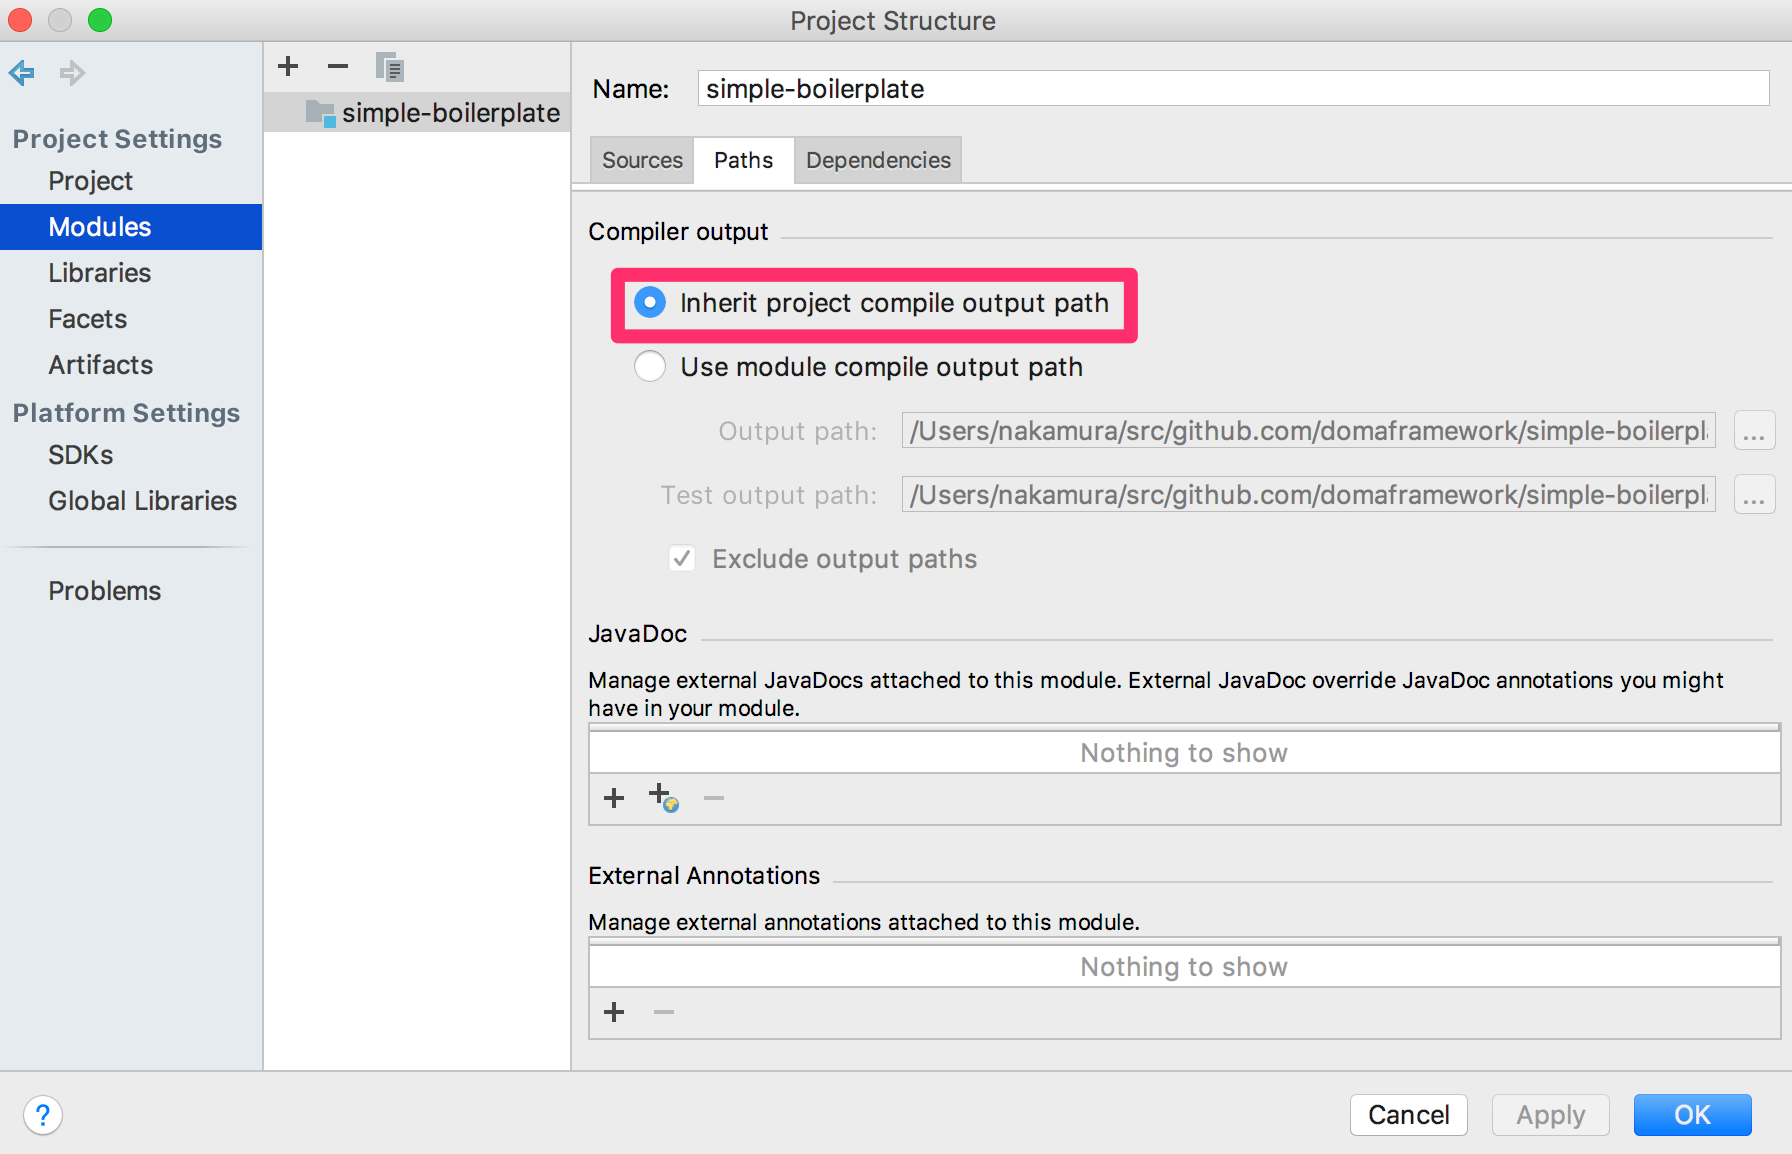 Project Structure
Project Settings
Project
Modules
Libraries
Facets
Artifacts
Platform Settings
SDKs
Global Libraries
Problems
simple-boilerplate
Name: simple-boilerplate
Sources Paths Dependencies
Compiler output
Inherit project compile output path
Use module compile output path
Output path: /Users/nakamura/src/github.com/domaframework/simple-boilerpl ...
Test output path: /Users/nakamura/src/github.com/domaframework/simple-boilerpl ...
Exclude output paths
JavaDoc
Manage external JavaDocs attached to this module. External JavaDoc override JavaDoc annotations you might
have in your module.
Nothing to show
External Annotations
Manage external annotations attached to this module.
Nothing to show
? Cancel Apply OK